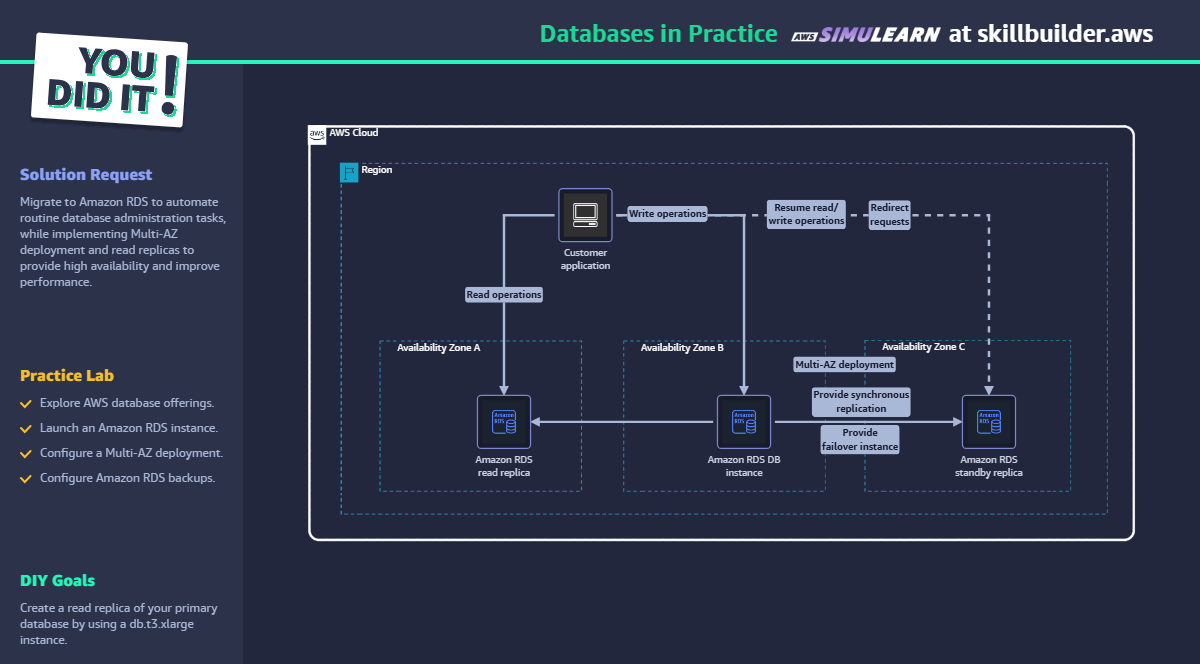 Databases in Practice aws SIMULEARN at skillbuilder.aws
YOU
DID IT!
Solution Request
Migrate to Amazon RDS to automate
routine database administration tasks,
while implementing Multi-AZ
deployment and read replicas to
provide high availability and improve
performance.
Practice Lab
Explore AWS database offerings.
Launch an Amazon RDS instance.
Configure a Multi-AZ deployment.
Configure Amazon RDS backups.
DIY Goals
Create a read replica of your primary
database by using a db.t3.xlarge
instance.
aws AWS Cloud
Region
Customer
application
Write operations
Resume read/
write operations
Redirect
requests
Read operations
Availability Zone A
Availability Zone B
Availability Zone C
Multi-AZ deployment
Provide synchronous
replication
Provide
failover instance
Amazon
RDS
Amazon RDS
read replica
Amazon
RDS
Amazon RDS DB
instance
Amazon
RDS
Amazon RDS
standby replica